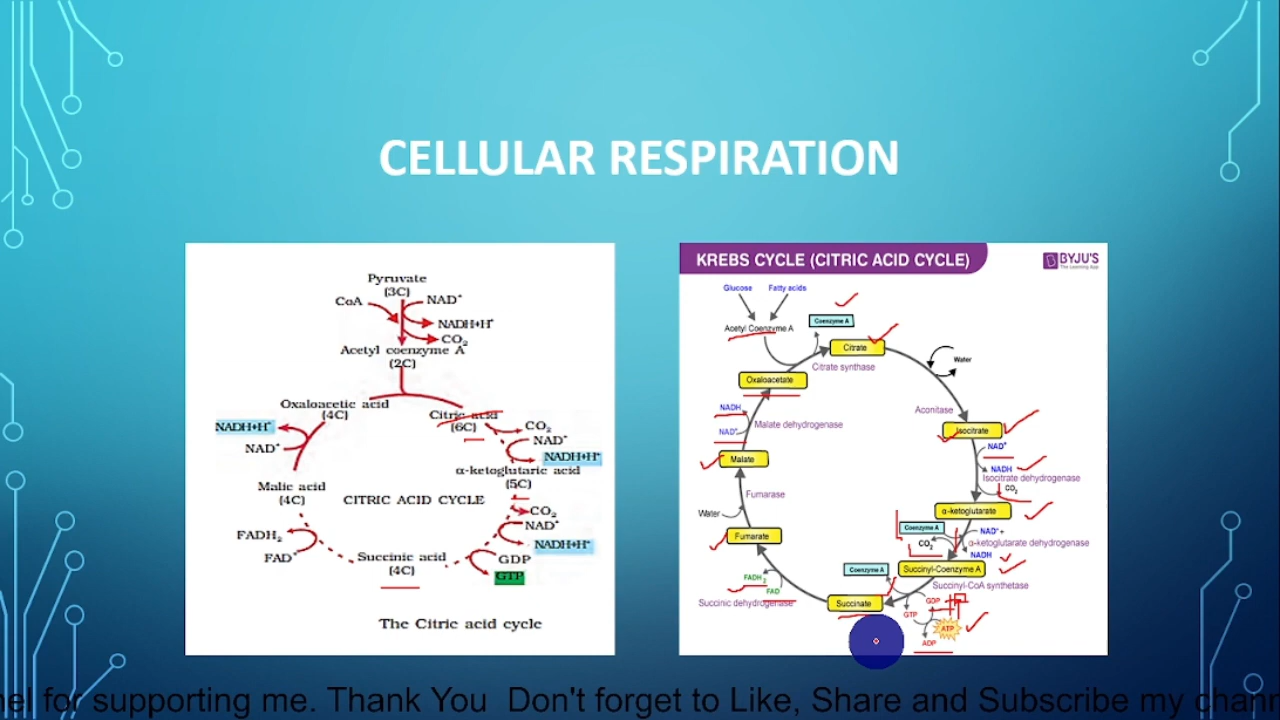 CELLULAR RESPIRATION
Pyruvate
(3C)
CoA
NAD⁺
NADH+H⁺
CO₂
Acetyl coenzyme A
(2C)
Oxaloacetic acid
(4C)
Citric acid
(6C)
NADH+H⁺
NAD⁺
CO₂
NAD⁺
NADH+H⁺
α-ketoglutaric acid
(5C)
Malic acid
(4C)
CITRIC ACID CYCLE
CO₂
NAD⁺
NADH+H⁺
FADH₂
FAD⁺
Succinic acid
(4C)
GDP
GTP
The Citric acid cycle
KREBS CYCLE (CITRIC ACID CYCLE)
BYJU'S
The Learning App
Glucose
Fatty acids
Acetyl Coenzyme A
Coenzyme A
Citrate
Citrate synthase
Water
Oxaloacetate
Aconitase
NADH
NAD⁺
Malate dehydrogenase
Isocitrate
NAD⁺
NADH
Isocitrate dehydrogenase
CO₂
Malate
Fumarase
Water
α-ketoglutarate
Coenzyme A
NAD⁺+
CO₂
α-ketoglutarate dehydrogenase
NADH
Fumarate
Coenzyme A
Succinyl-Coenzyme A
Succinyl-CoA synthetase
FADH₂
FAD
Succinic dehydrogenase
Succinate
GDP
GTP
ATP
ADP
nel for supporting me. Thank You  Don't forget to Like, Share and Subscribe my chann